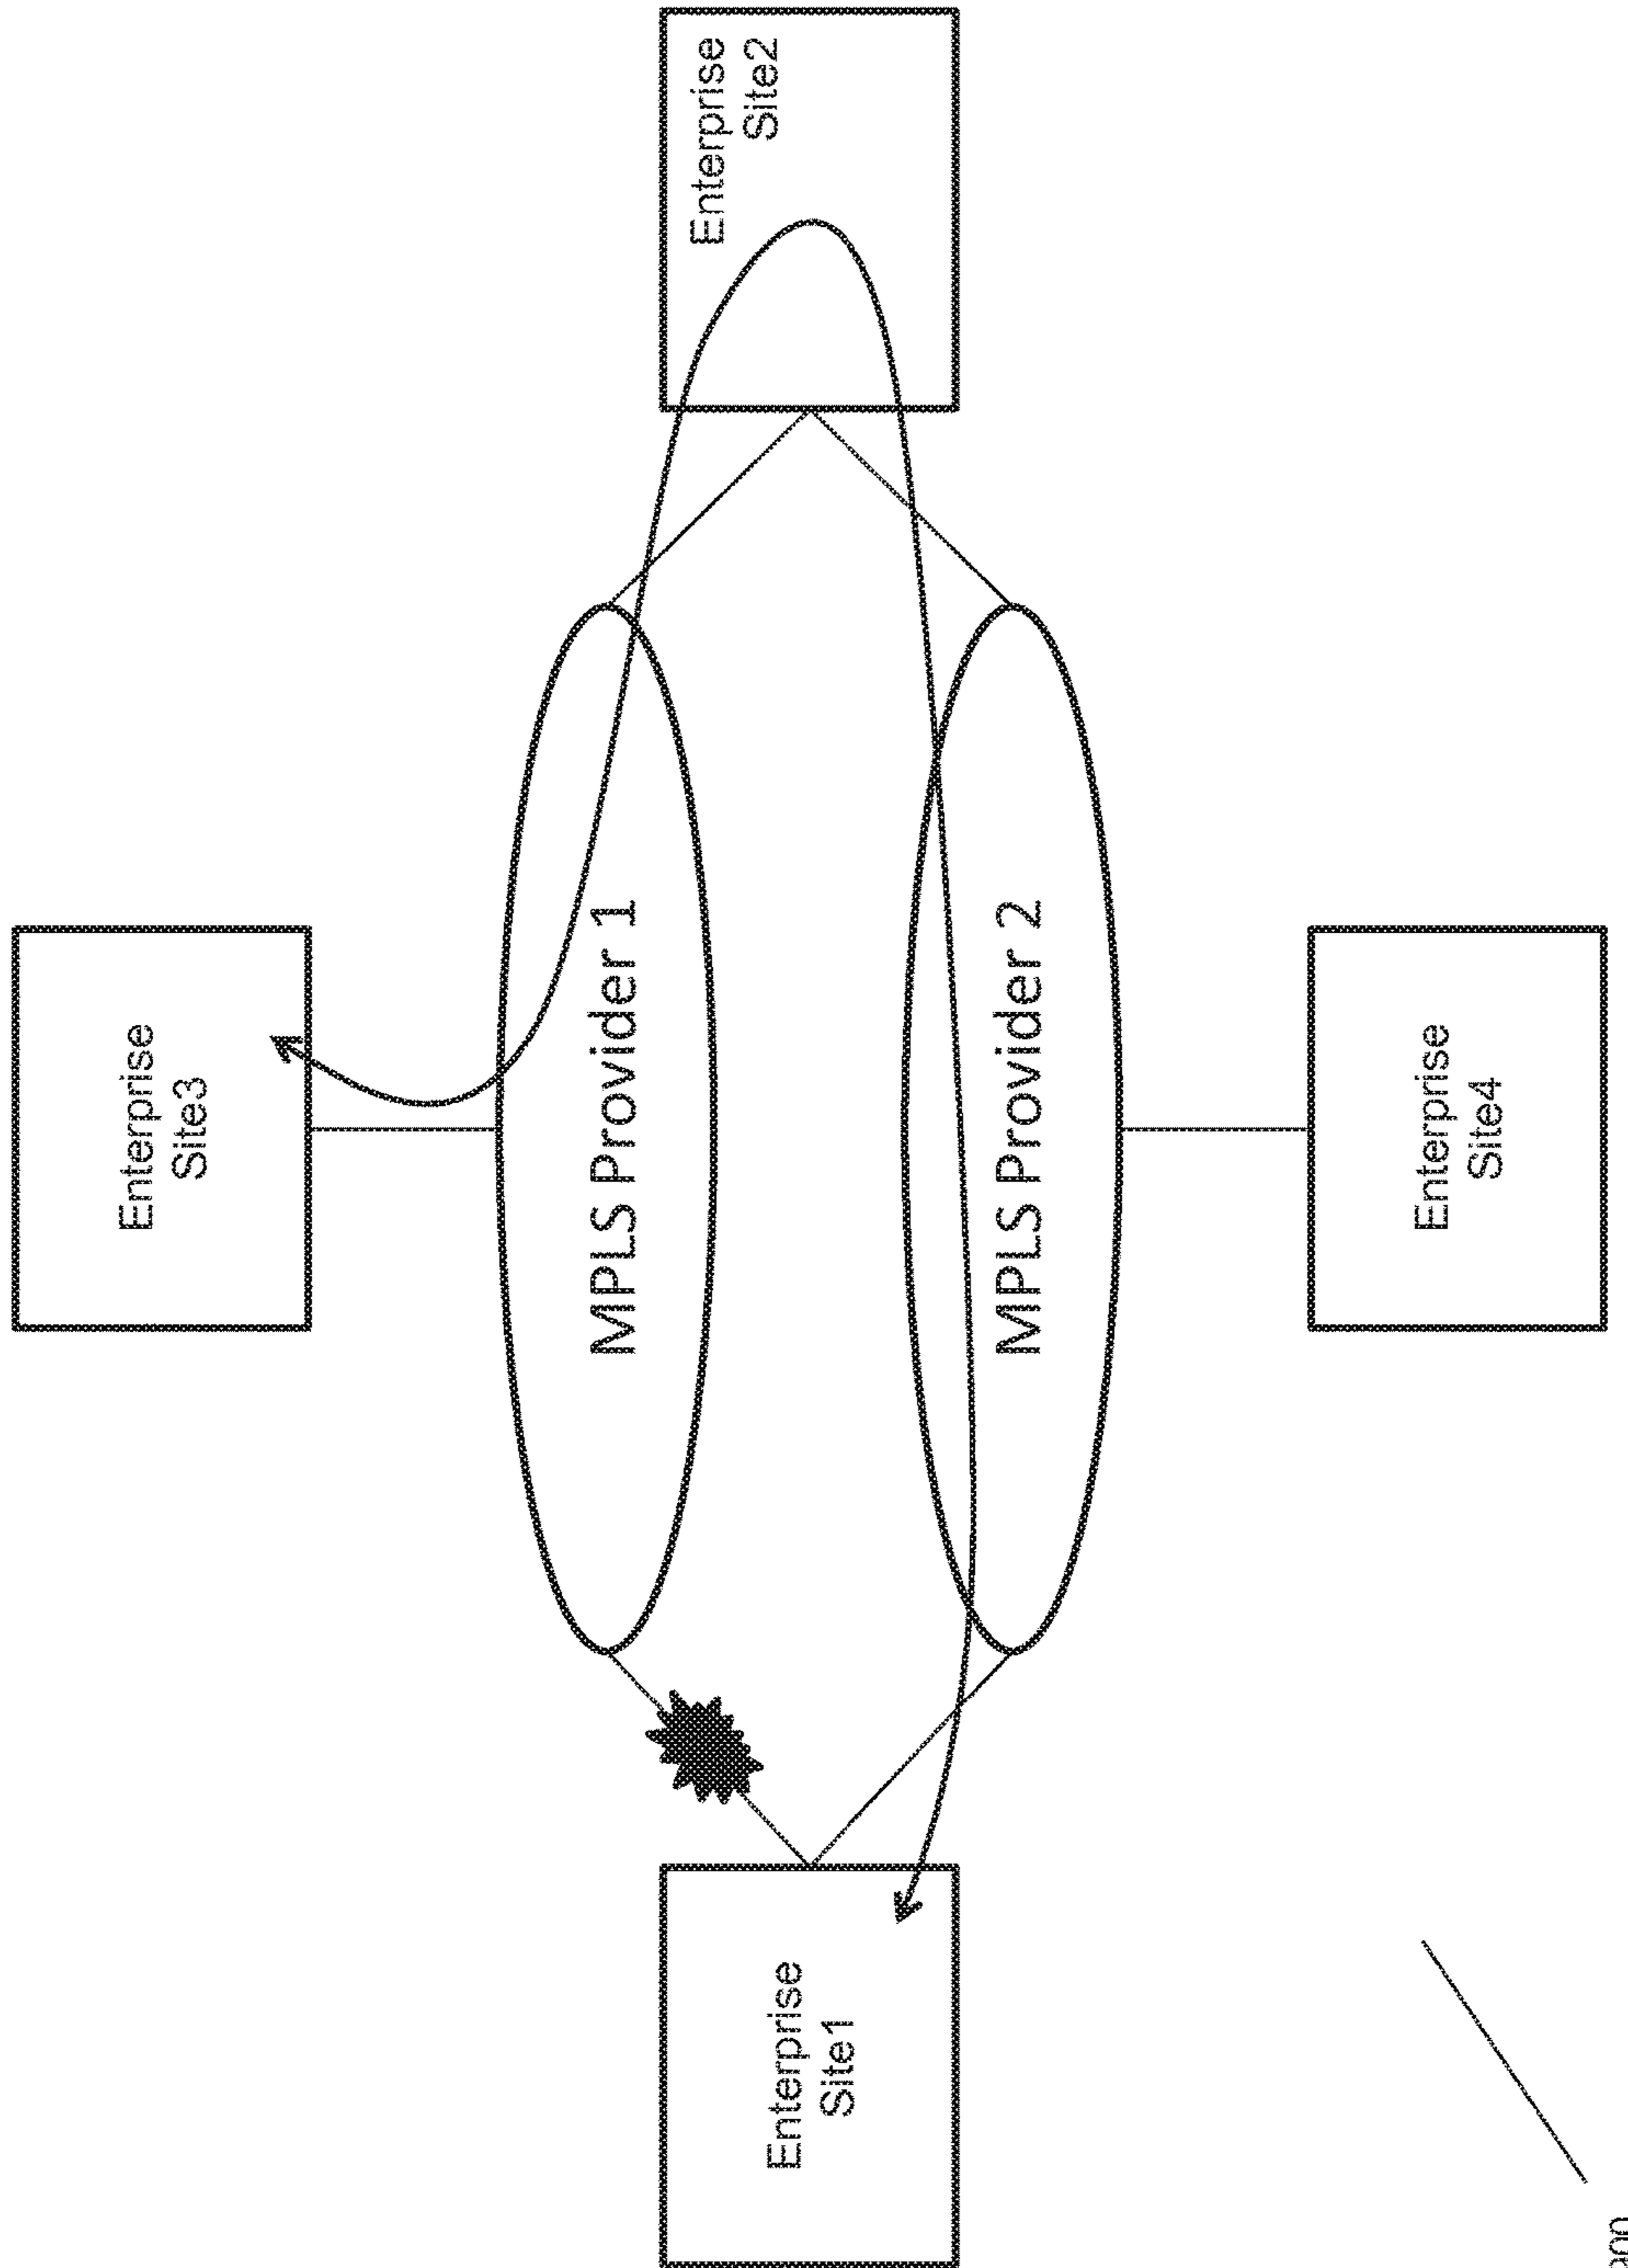 Enterprise
Site3
MPLS Provider 1
Enterprise
Site2
Enterprise
Site1
MPLS Provider 2
Enterprise
Site4